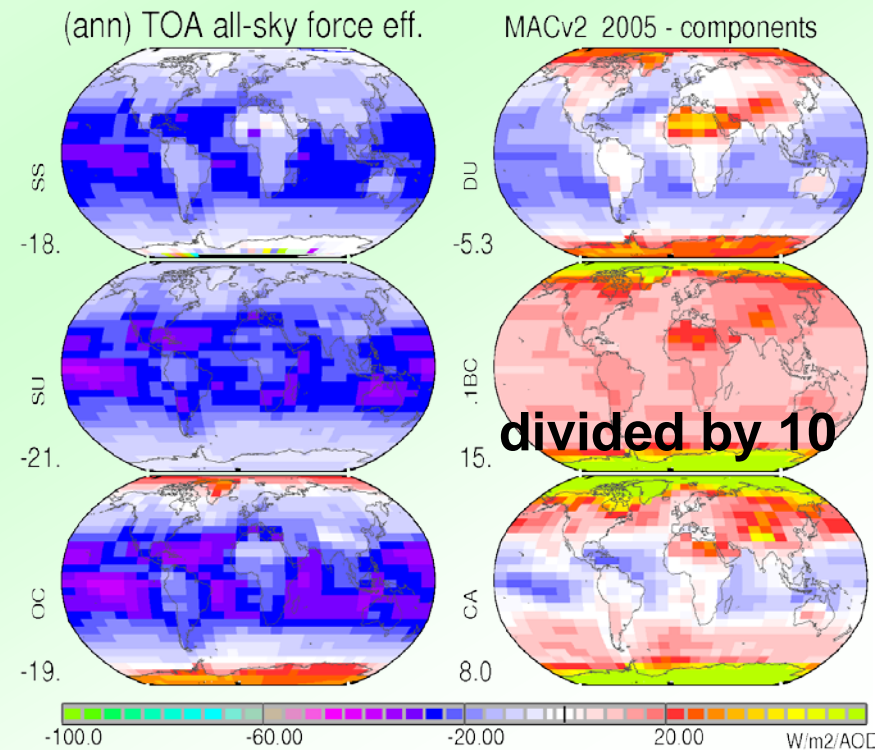 (ann) TOA all-sky force eff.
MACv2 2005 - components
SS
-18.
DU
-5.3
SU
-21.
.1BC
15.
divided by 10
OC
-19.
CA
8.0
-100.0 -60.00 -20.00 20.00 W/m2/AOD